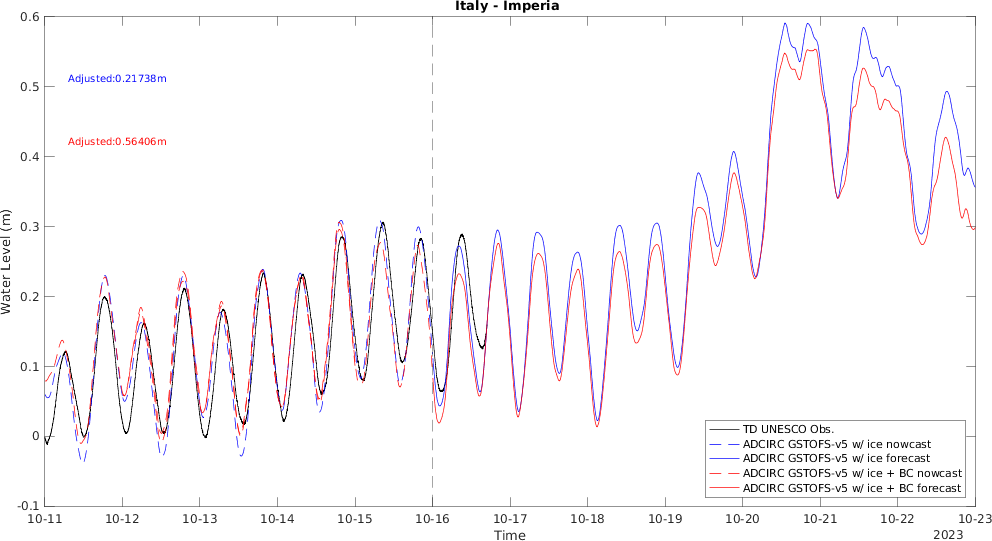 Italy - Imperia
0.6
0.5
0.4
0.3
0.2
0.1
0
-0.1
Water Level (m)
Adjusted:0.21738m
Adjusted:0.56406m
TD UNESCO Obs.
ADCIRC GSTOFS-v5 w/ ice nowcast
ADCIRC GSTOFS-v5 w/ ice forecast
ADCIRC GSTOFS-v5 w/ ice + BC nowcast
ADCIRC GSTOFS-v5 w/ ice + BC forecast
10-11 10-12 10-13 10-14 10-15 10-16 10-17 10-18 10-19 10-20 10-21 10-22 10-23
Time
2023